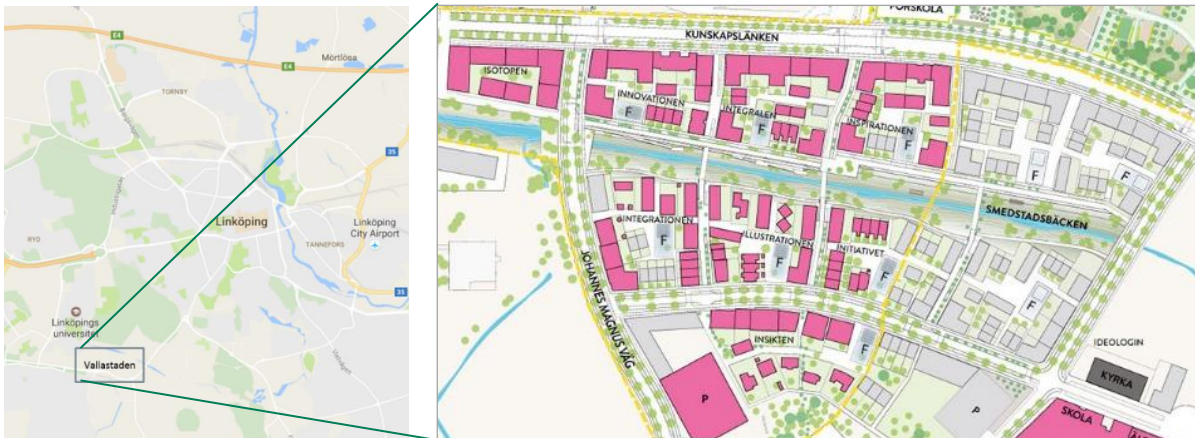 E4
E4
Mörtlösa
TORNBY
Industrigatan
35
Linköping
Linköping
City Airport
RYD
TANNEFORS
35
Linköpings
universitet
Vallastaden
FÖRSKOLA
KUNSKAPSLÄNKEN
ISOTOPEN
INNOVATIONEN
F
INTEGRALEN
F
INSPIRATIONEN
F
F
F
SMEDSTADSBÄCKEN
INTEGRATIONEN
F
ILLUSTRATIONEN
F
INITIATIVET
F
F
JOHANNES MAGNUS VÄG
INSIKTEN
F
IDEOLOGIN
KYRKA
P
P
SKOLA